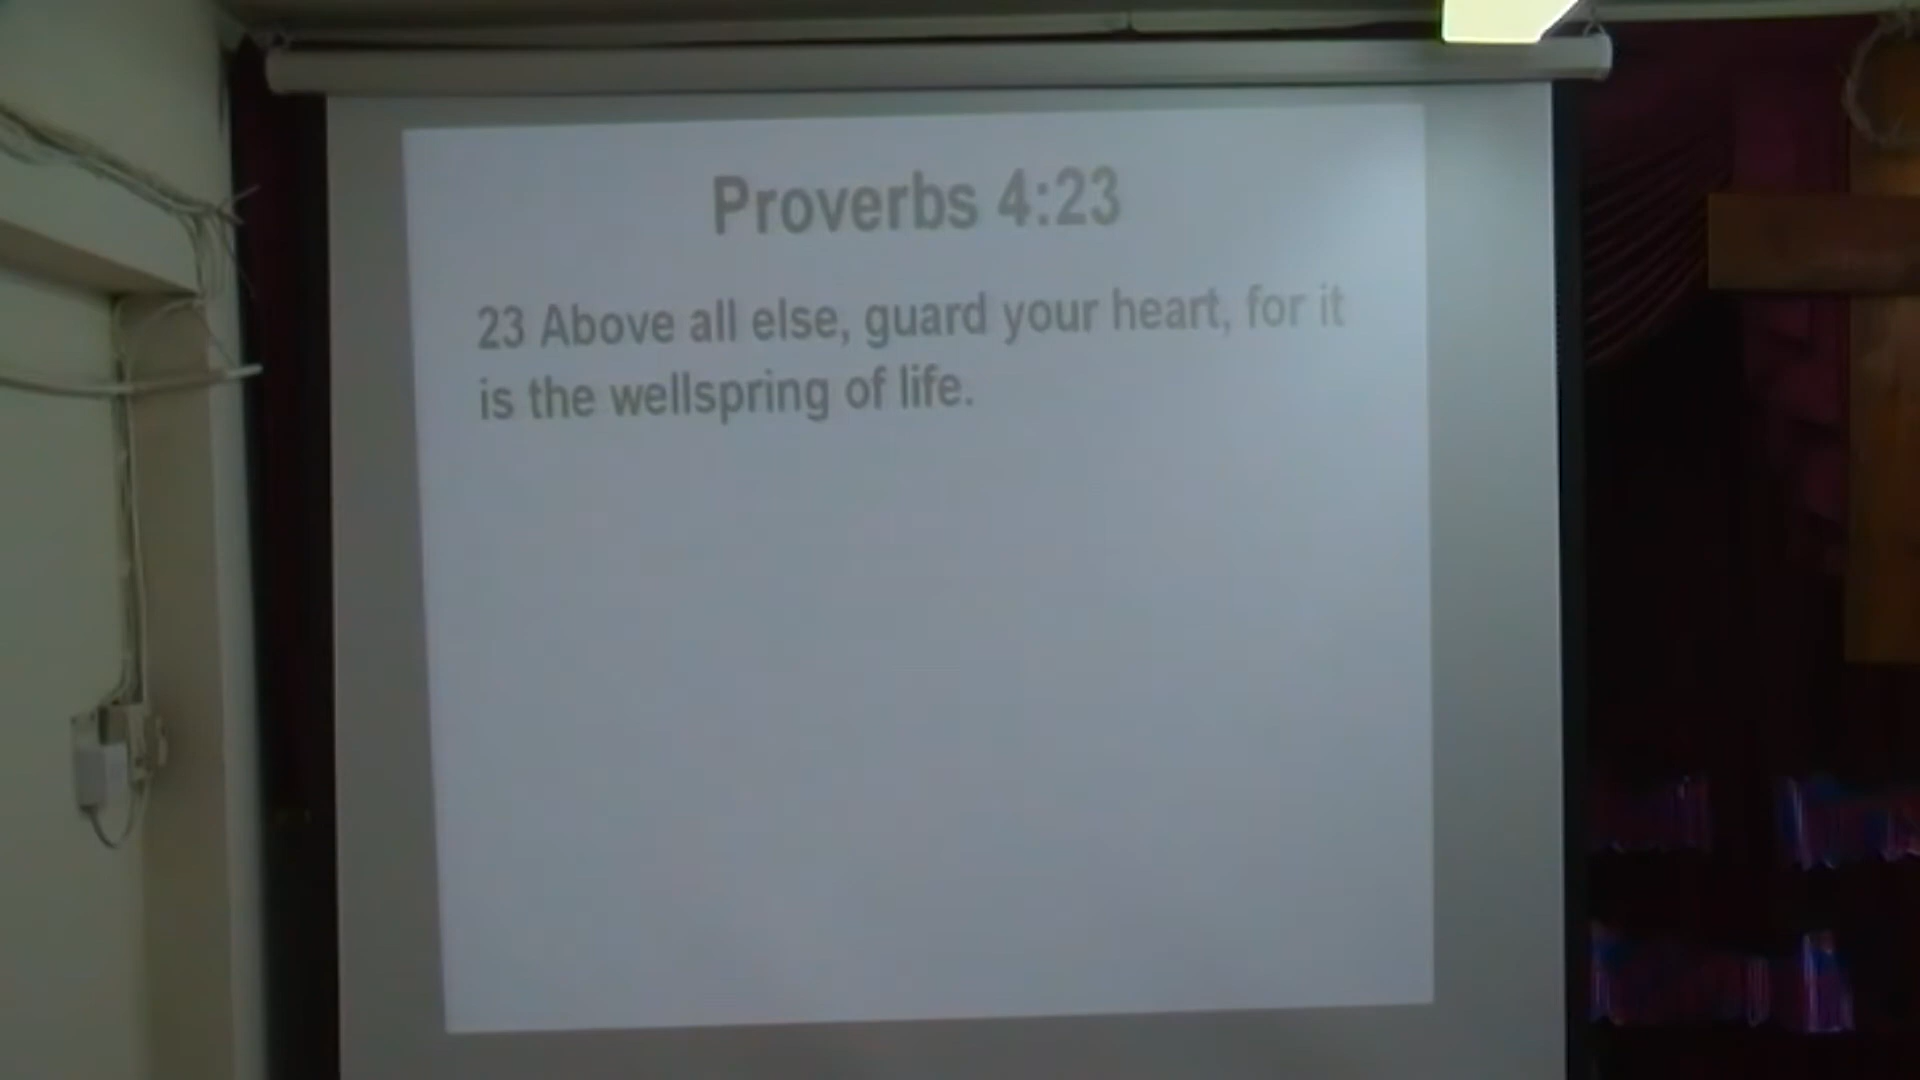 Proverbs 4:23
23 Above all else, guard your heart, for it
is the wellspring of life.